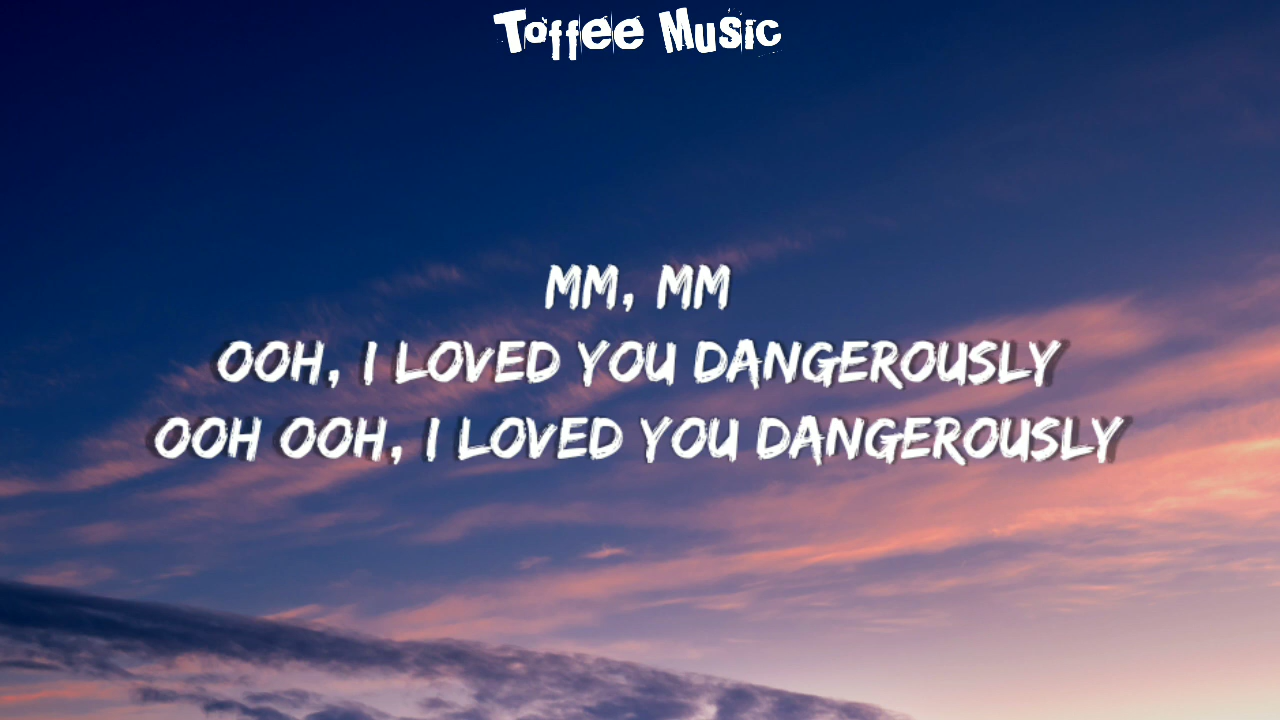 Toffee Music
MM, MM
OOH, I LOVED YOU DANGEROUSLY
OOH OOH, I LOVED YOU DANGEROUSLY